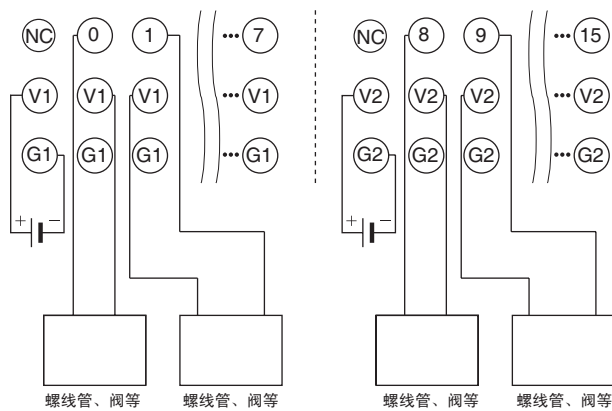 NC 0 1 ••• 7 NC 8 9 ••• 15
V1 V1 V1 ••• V1 V2 V2 V2 ••• V2
G1 G1 G1 ••• G1 G2 G2 G2 ••• G2
+ − + −
螺线管、阀等 螺线管、阀等 螺线管、阀等 螺线管、阀等